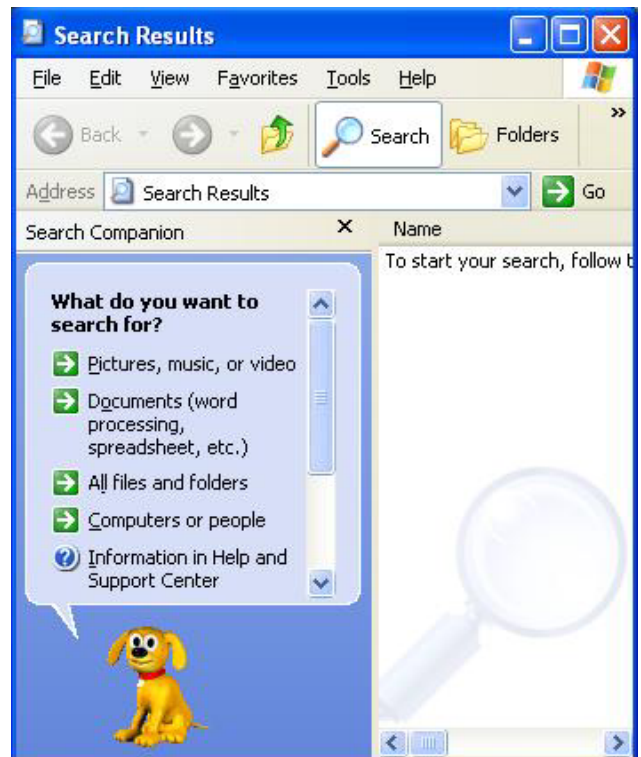 Search Results
File Edit View Favorites Tools Help
Back Search Folders »
Address Search Results Go
Search Companion × Name
To start your search, follow t
What do you want to
search for?
Pictures, music, or video
Documents (word
processing,
spreadsheet, etc.)
All files and folders
Computers or people
Information in Help and
Support Center